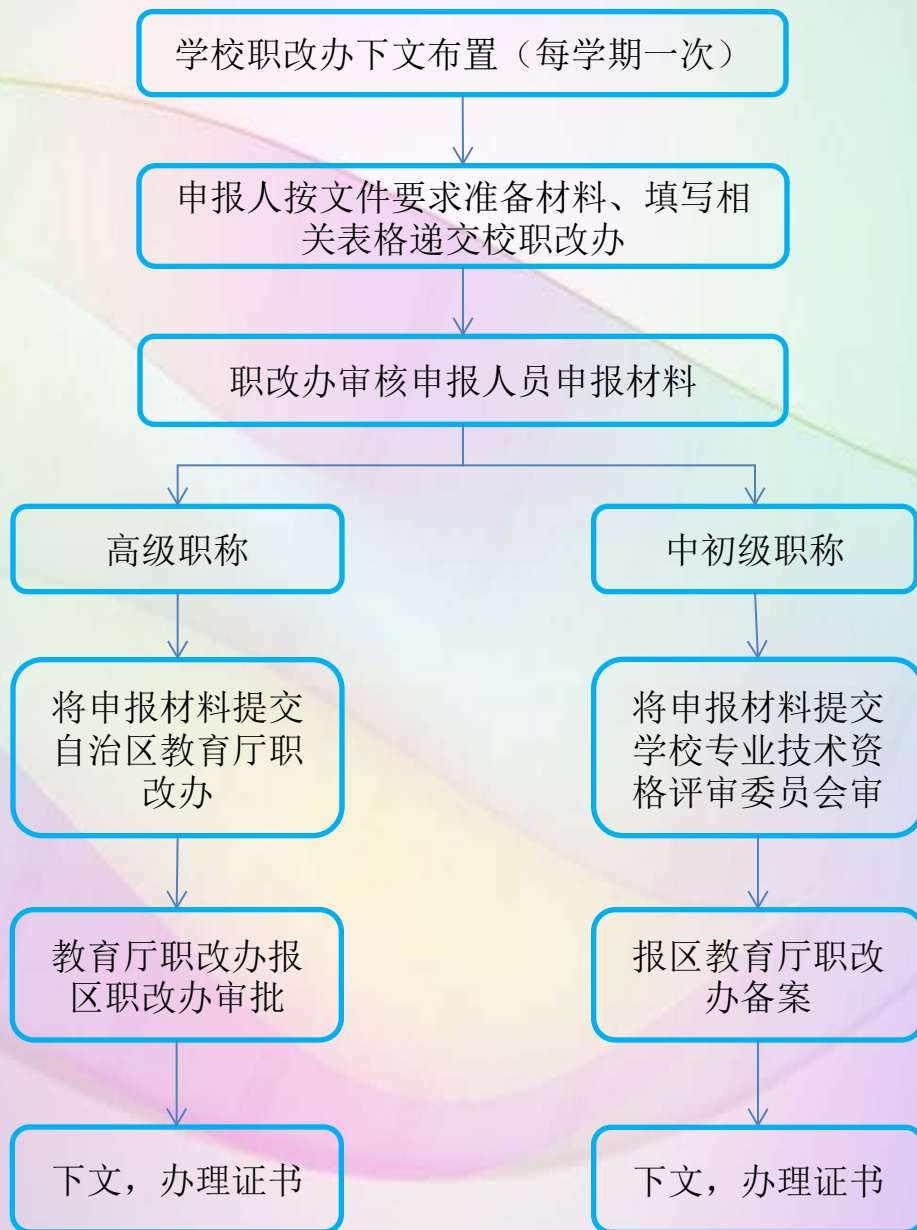 学校职改办下文布置（每学期一次）
申报人按文件要求准备材料、填写相
关表格递交校职改办
职改办审核申报人员申报材料
高级职称
中初级职称
将申报材料提交
自治区教育厅职
改办
将申报材料提交
学校专业技术资
格评审委员会审
教育厅职改办报
区职改办审批
报区教育厅职改
办备案
下文，办理证书
下文，办理证书